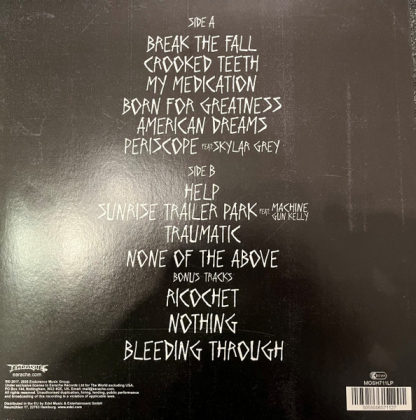 SIDE A
BREAK THE FALL
CROOKED TEETH
MY MEDICATION
BORN FOR GREATNESS
AMERICAN DREAMS
PERISCOPE FEAT. SKYLAR GREY
SIDE B
HELP
SUNRISE TRAILER PARK FEAT. MACHINE GUN KELLY
TRAUMATIC
NONE OF THE ABOVE
BONUS TRACKS
RICOCHET
NOTHING
BLEEDING THROUGH
EARACHE
earache.com
MOSH711LP